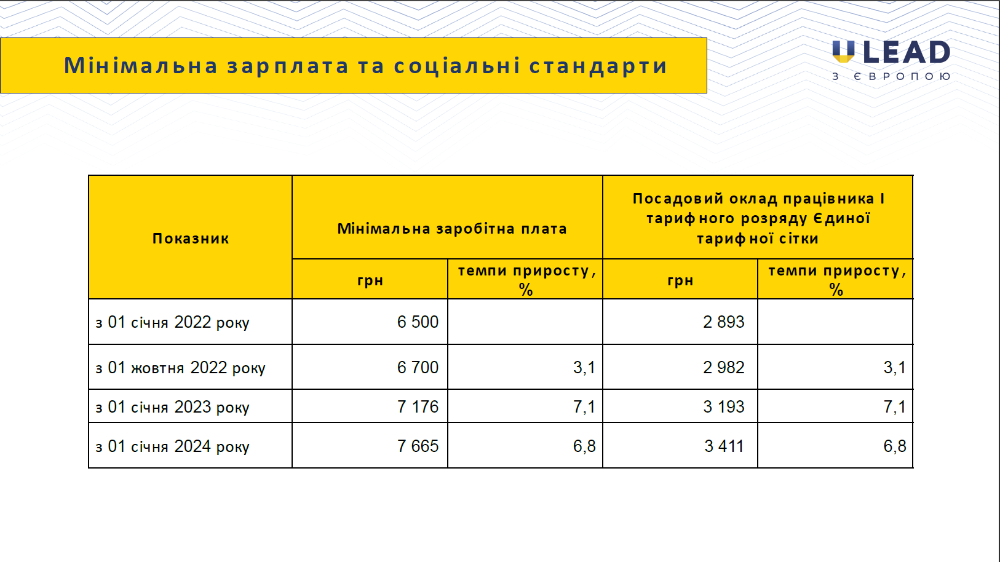 Мінімальна зарплата та соціальні стандарти
ULEAD
З ЄВРОПОЮ
Показник
Мінімальна заробітна плата
Посадовий оклад працівника І
тарифного розряду Єдиної
тарифної сітки
грн
темпи приросту,
%
грн
темпи приросту,
%
з 01 січня 2022 року 6 500 2 893
з 01 жовтня 2022 року 6 700 3,1 2 982 3,1
з 01 січня 2023 року 7 176 7,1 3 193 7,1
з 01 січня 2024 року 7 665 6,8 3 411 6,8